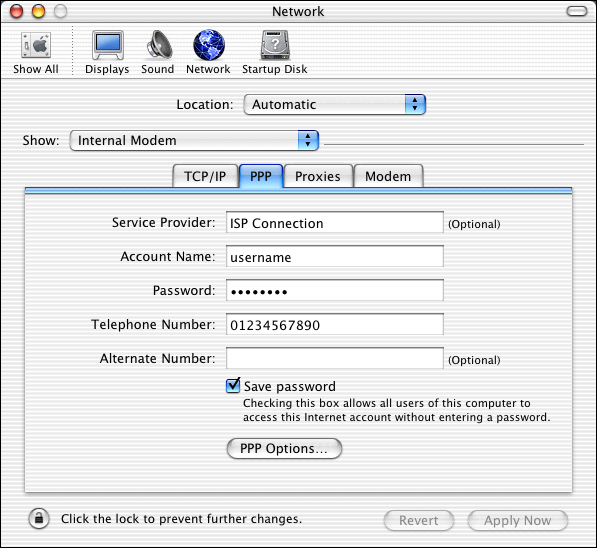 Network
Show All Displays Sound Network Startup Disk
Location: Automatic
Show: Internal Modem
TCP/IP PPP Proxies Modem
Service Provider: ISP Connection (Optional)
Account Name: username
Password: ••••••••
Telephone Number: 01234567890
Alternate Number: (Optional)
Save password
Checking this box allows all users of this computer to
access this Internet account without entering a password.
PPP Options...
Click the lock to prevent further changes. Revert Apply Now